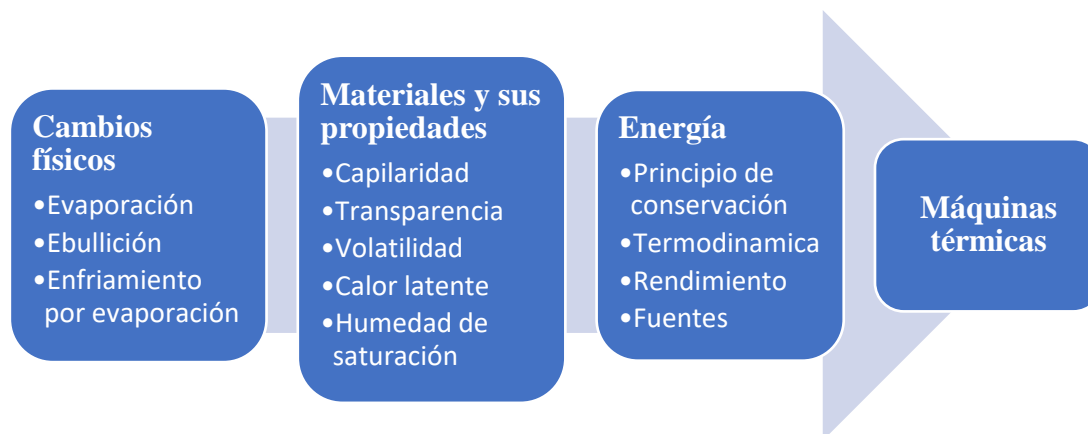 Cambios
físicos
•Evaporación
•Ebullición
•Enfriamiento
por evaporación
Materiales y sus
propiedades
•Capilaridad
•Transparencia
•Volatilidad
•Calor latente
•Humedad de
saturación
Energía
•Principio de
conservación
•Termodinamica
•Rendimiento
•Fuentes
Máquinas
térmicas